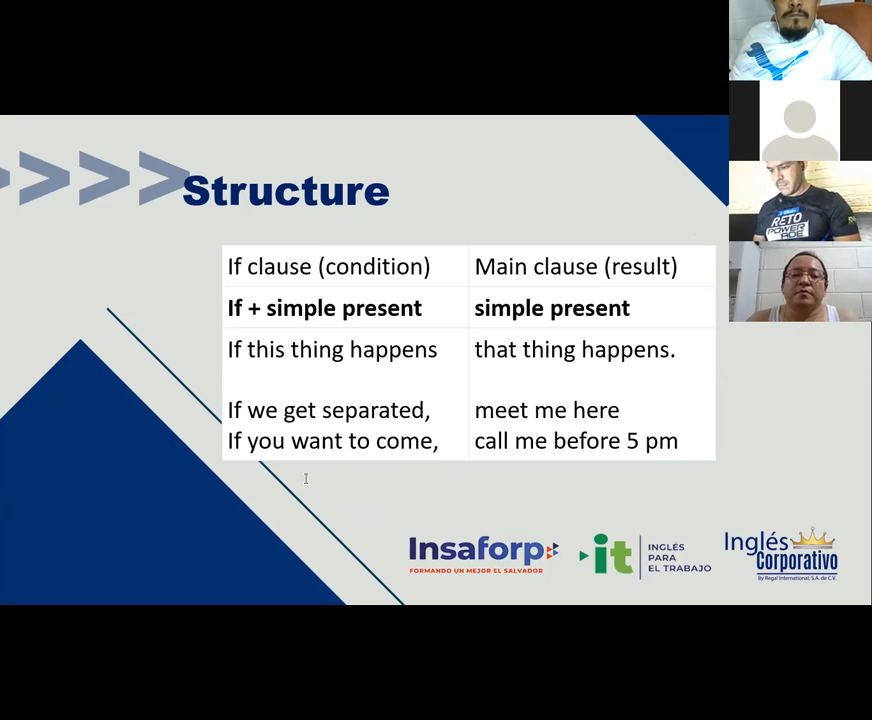 >>>>
Structure
If clause (condition) Main clause (result)
If + simple present simple present
If this thing happens that thing happens.
If we get separated, meet me here
If you want to come, call me before 5 pm
Insaforp
FORMANDO UN MEJOR EL SALVADOR
it
INGLÉS
PARA
EL TRABAJO
Inglés
Corporativo
By Regal International, S.A. de C.V.
RETO
POWER
ADE